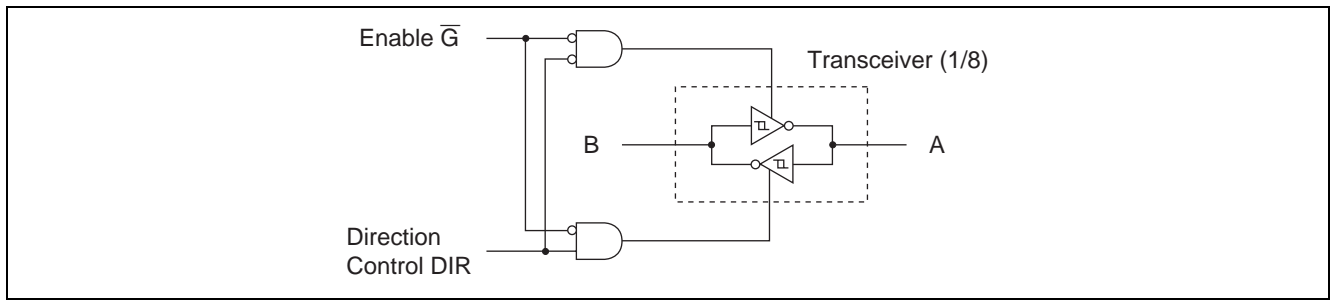 Enable G̅
Transceiver (1/8)
B
A
Direction
Control DIR